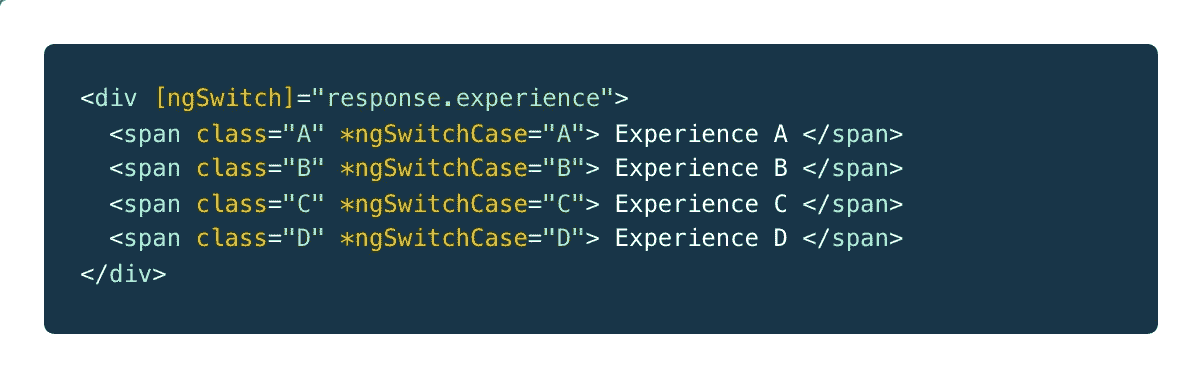 <div [ngSwitch]="response.experience">
  <span class="A" *ngSwitchCase="A"> Experience A </span>
  <span class="B" *ngSwitchCase="B"> Experience B </span>
  <span class="C" *ngSwitchCase="C"> Experience C </span>
  <span class="D" *ngSwitchCase="D"> Experience D </span>
</div>